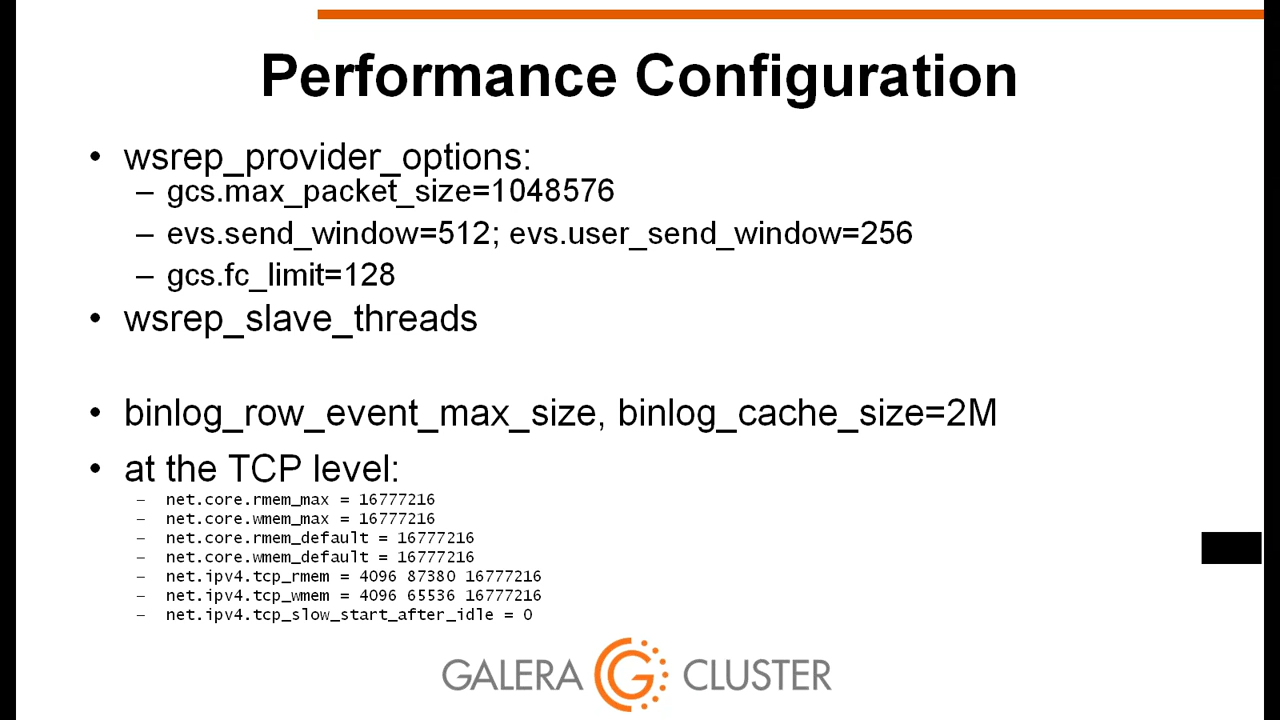 Performance Configuration
• wsrep_provider_options:
– gcs.max_packet_size=1048576
– evs.send_window=512; evs.user_send_window=256
– gcs.fc_limit=128
• wsrep_slave_threads
• binlog_row_event_max_size, binlog_cache_size=2M
• at the TCP level:
– net.core.rmem_max = 16777216
– net.core.wmem_max = 16777216
– net.core.rmem_default = 16777216
– net.core.wmem_default = 16777216
– net.ipv4.tcp_rmem = 4096 87380 16777216
– net.ipv4.tcp_wmem = 4096 65536 16777216
– net.ipv4.tcp_slow_start_after_idle = 0
GALERA CLUSTER